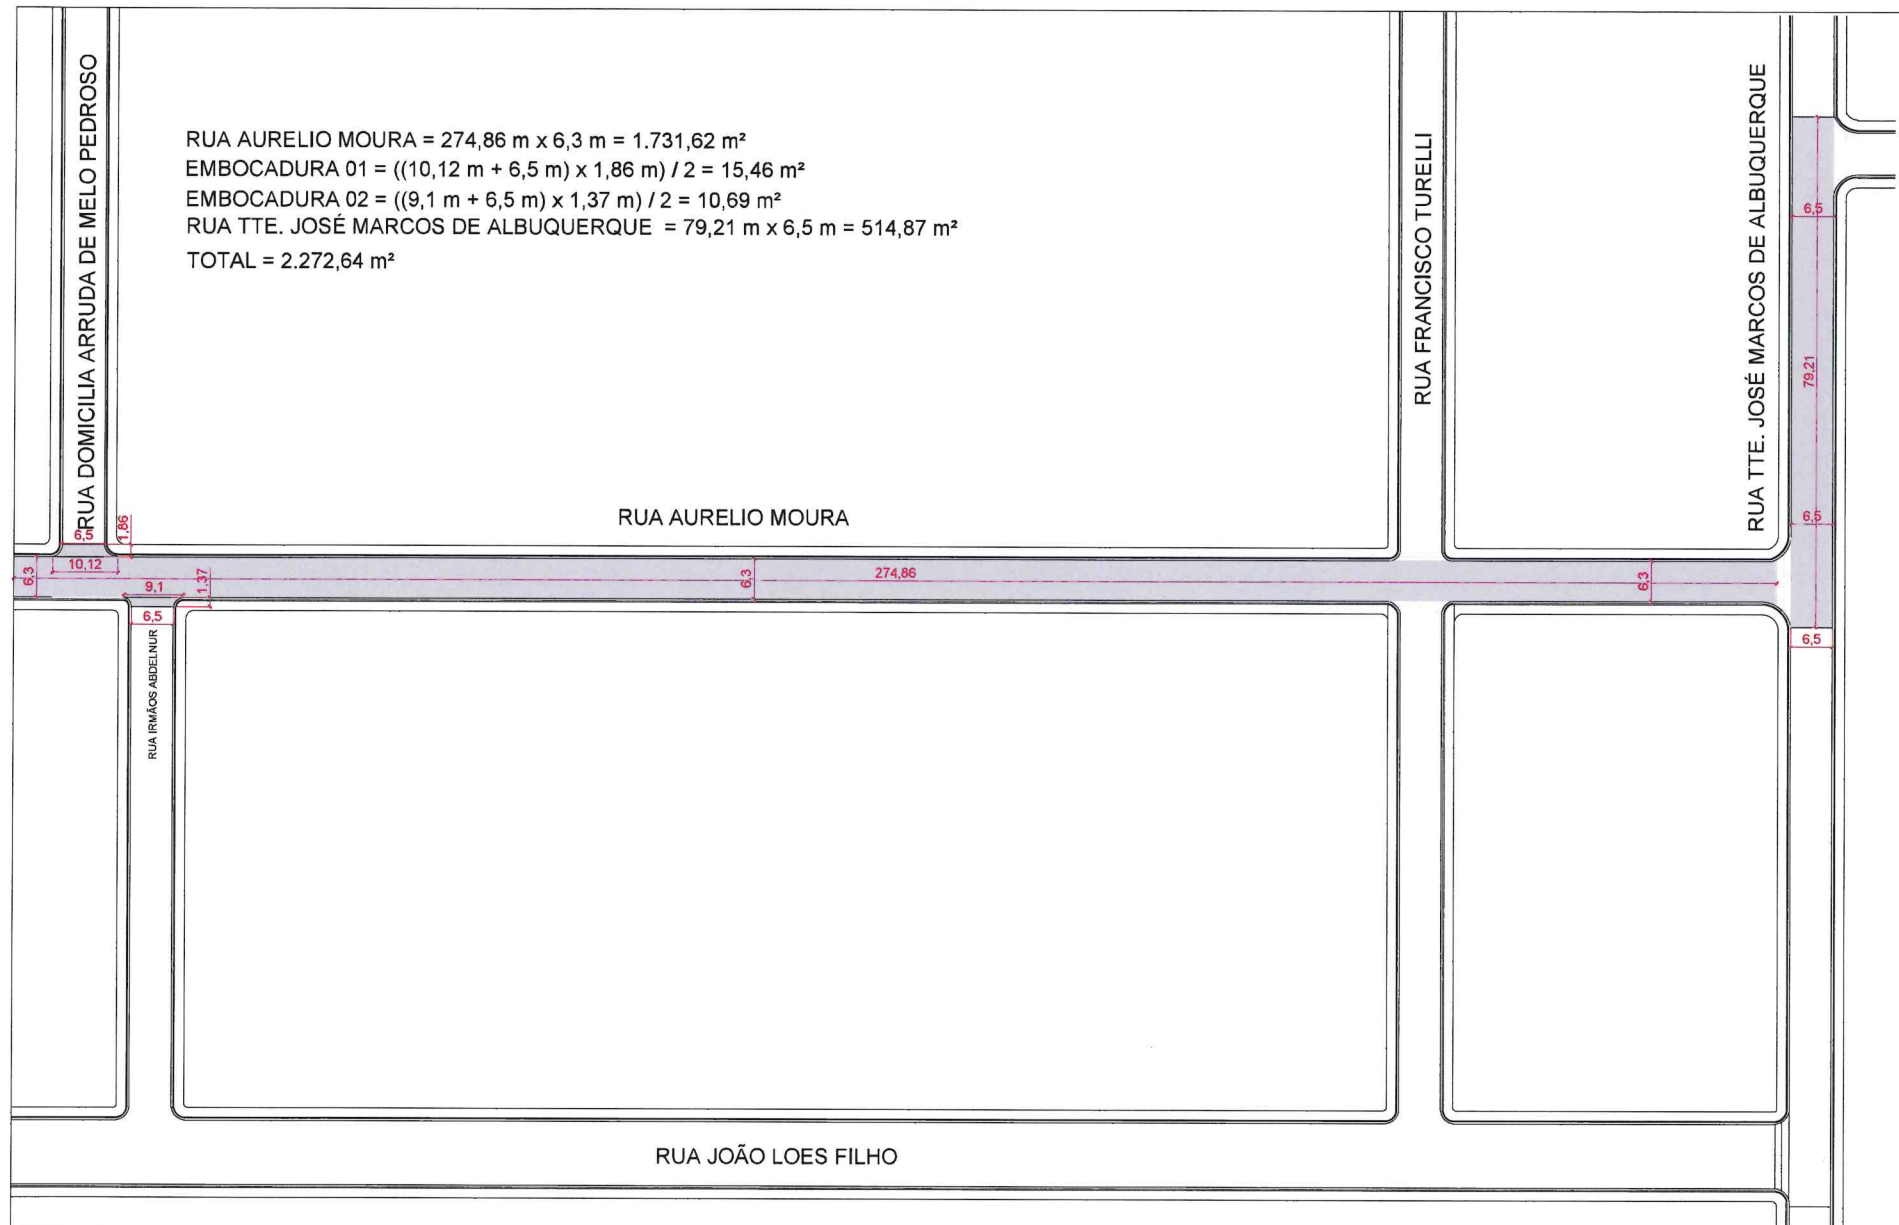 RUA DOMICILIA ARRUDA DE MELO PEDROSO
RUA AURELIO MOURA = 274,86 m x 6,3 m = 1.731,62 m²
EMBOCADURA 01 = ((10,12 m + 6,5 m) x 1,86 m) / 2 = 15,46 m²
EMBOCADURA 02 = ((9,1 m + 6,5 m) x 1,37 m) / 2 = 10,69 m²
RUA TTE. JOSÉ MARCOS DE ALBUQUERQUE = 79,21 m x 6,5 m = 514,87 m²
TOTAL = 2.272,64 m²
RUA FRANCISCO TURELLI
RUA TTE. JOSÉ MARCOS DE ALBUQUERQUE
6,5
79,21
6,5
6,5
RUA AURELIO MOURA
6,5
1,86
6,3
10,12
9,1
1,37
6,3
274,86
6,3
6,5
RUA IRMÃOS ABDELNUR
RUA JOÃO LOES FILHO